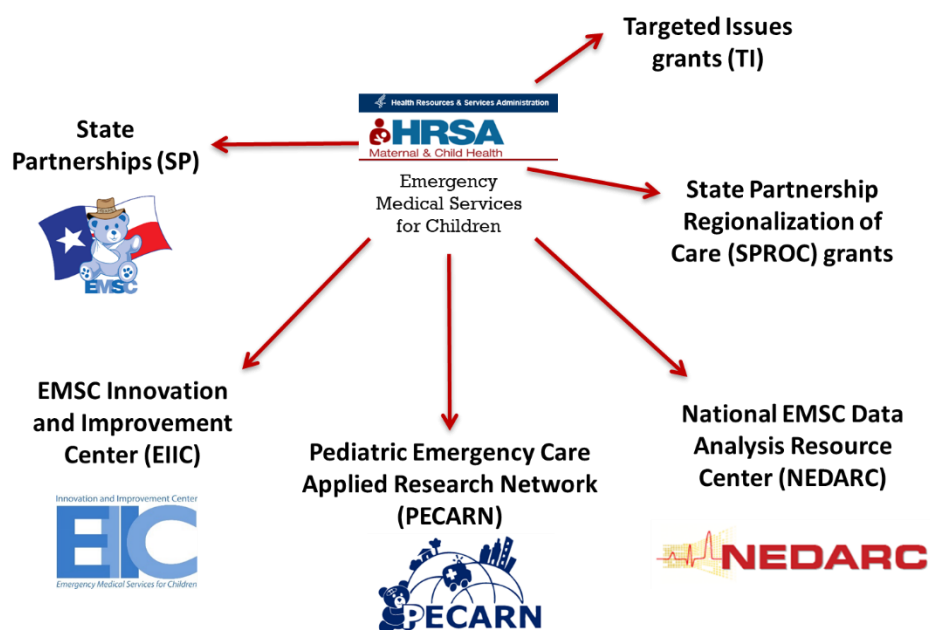 Targeted Issues
grants (TI)
Health Resources & Services Administration
HRSA
Maternal & Child Health
Emergency
Medical Services
for Children
State
Partnerships (SP)
EMSC
State Partnership
Regionalization of
Care (SPROC) grants
EMSC Innovation
and Improvement
Center (EIIC)
Innovation and Improvement Center
EIIC
Emergency Medical Services for Children
Pediatric Emergency Care
Applied Research Network
(PECARN)
PECARN
National EMSC Data
Analysis Resource
Center (NEDARC)
NEDARC